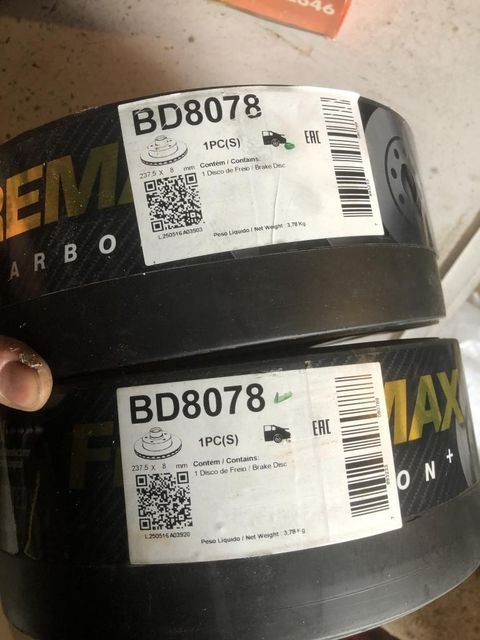 2646
BD8078
1PC(S)
EAC
Contém / Contains:
1 Disco de Freio / Brake Disc
237.5 X 8 mm
L.250516 A03903
Peso Líquido / Net Weight : 3,78 Kg
REMA
ARBO
BD8078
1PC(S)
EAC
237.5 X 8 mm
Contém / Contains:
1 Disco de Freio / Brake Disc
L.250516 A03920
Peso Líquido / Net Weight : 3,78 Kg
F MAX
ON+